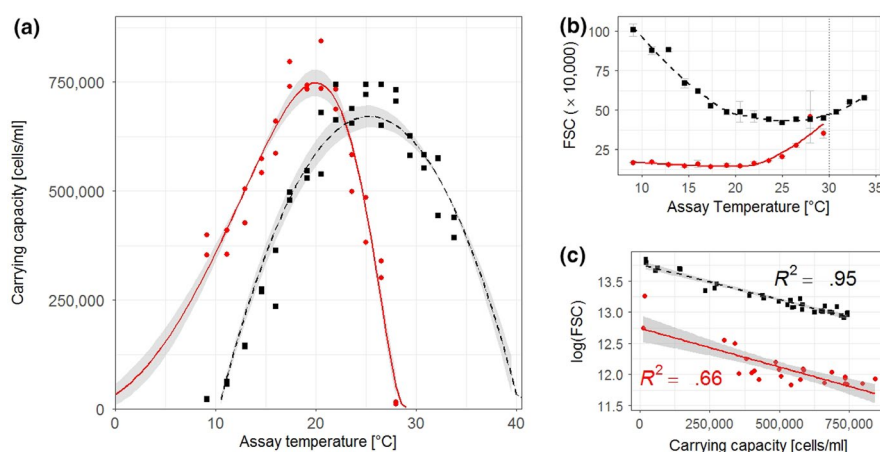 (a)
Carrying capacity [cells/ml]
750,000
500,000
250,000
0
0
10
20
30
40
Assay temperature [°C]
(b)
FSC ( × 10,000)
100
75
50
25
10
15
20
25
30
35
Assay Temperature [°C]
(c)
log(FSC)
13.5
13.0
12.5
12.0
11.5
R² = .95
R² = .66
0
250,000
500,000
750,000
Carrying capacity [cells/ml]